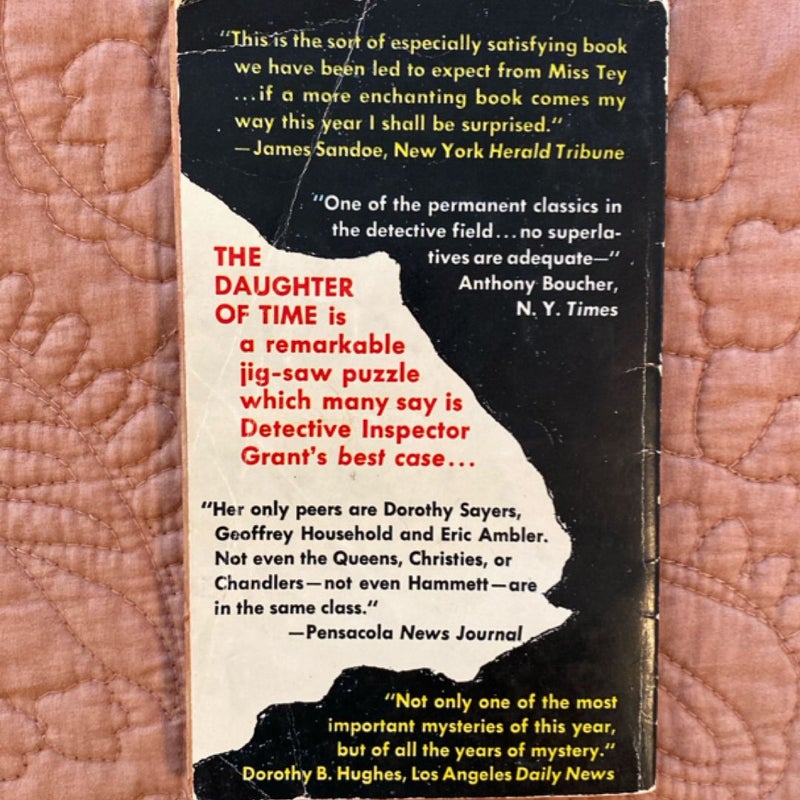 "This is the sort of especially satisfying book
we have been led to expect from Miss Tey
...if a more enchanting book comes my
way this year I shall be surprised."
—James Sandoe, New York Herald Tribune
"One of the permanent classics in
the detective field...no superla-
tives are adequate—"
Anthony Boucher,
N. Y. Times
THE
DAUGHTER
OF TIME is
a remarkable
jig-saw puzzle
which many say is
Detective Inspector
Grant's best case...
"Her only peers are Dorothy Sayers,
Geoffrey Household and Eric Ambler.
Not even the Queens, Christies, or
Chandlers—not even Hammett—are
in the same class."
—Pensacola News Journal
"Not only one of the most
important mysteries of this year,
but of all the years of mystery."
Dorothy B. Hughes, Los Angeles Daily News